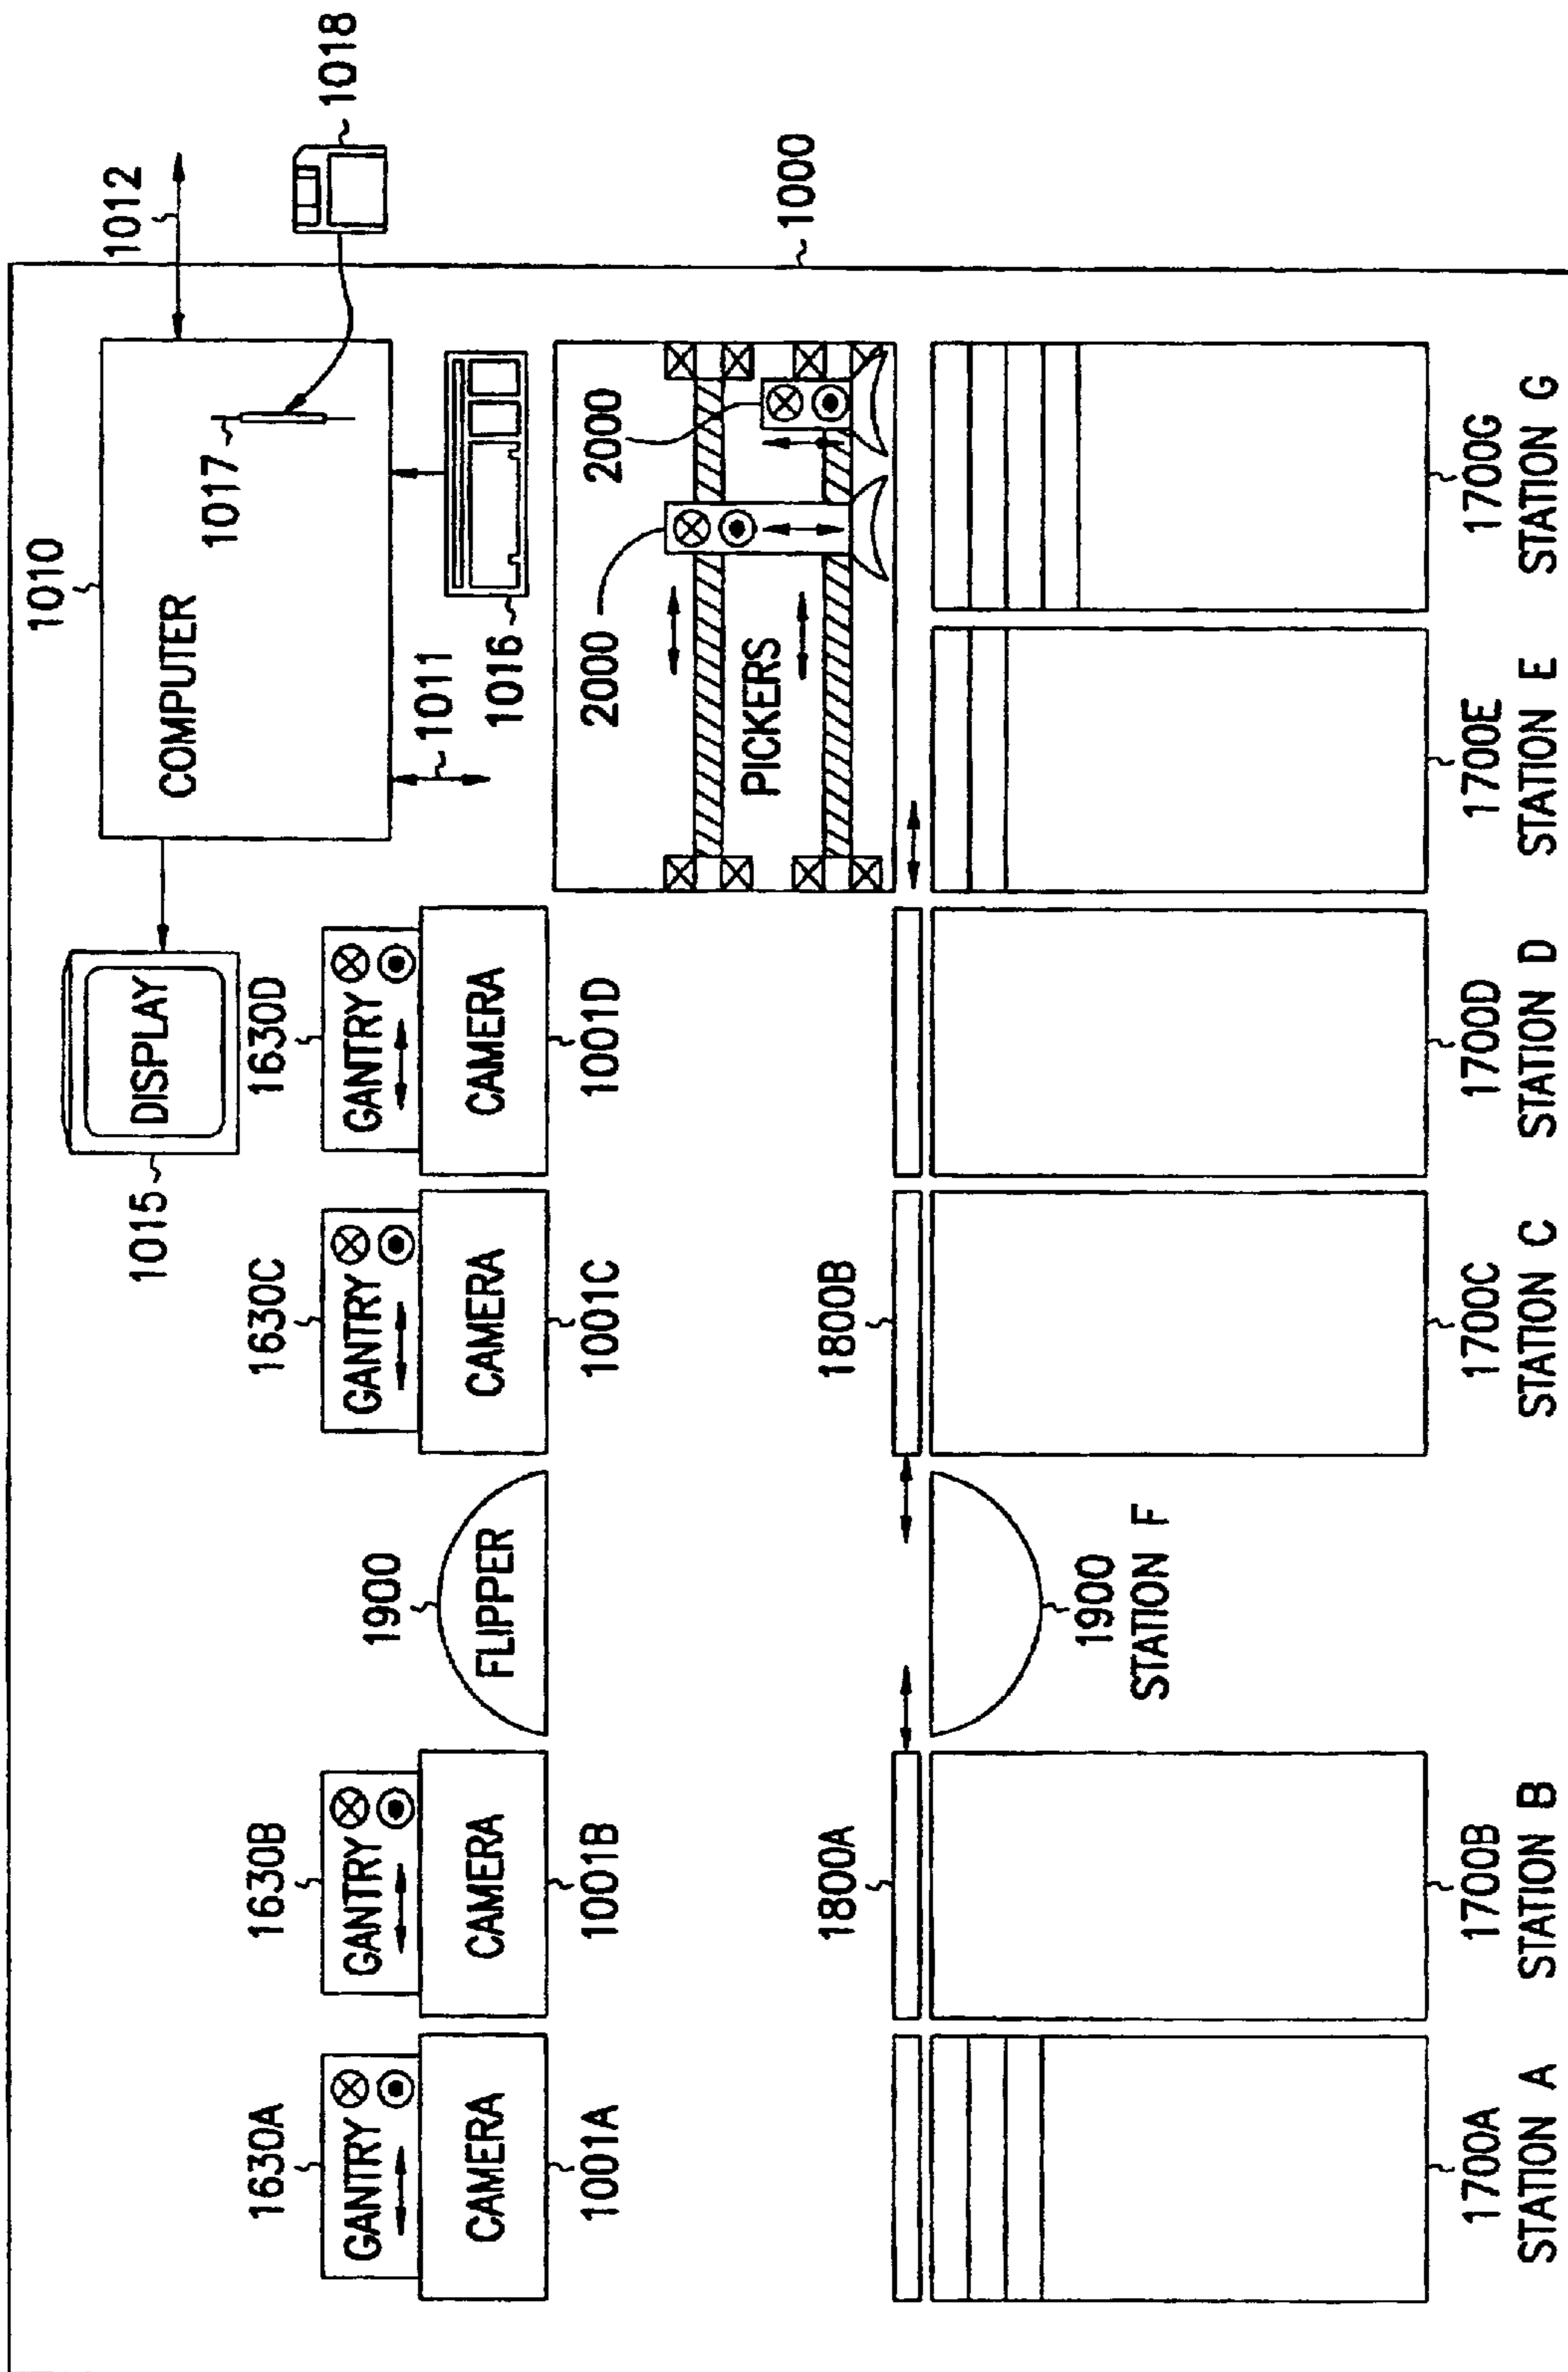 1010
1012
1018
1017
COMPUTER
DISPLAY
1015
1011
1016
1000
1630A
1630B
1900
1630C
1630D
GANTRY
GANTRY
GANTRY
GANTRY
CAMERA
CAMERA
FLIPPER
CAMERA
CAMERA
1001A
1001B
1001C
1001D
2000
2000
PICKERS
1800A
1800B
1900
STATION F
1700A
1700B
1700C
1700D
1700E
1700G
STATION A
STATION B
STATION C
STATION D
STATION E
STATION G